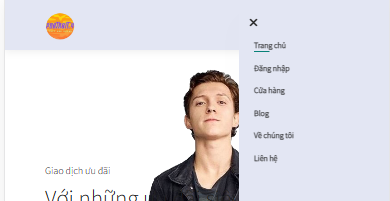 Trang chủ
Đăng nhập
Cửa hàng
Blog
Về chúng tôi
Liên hệ
Giao dịch ưu đãi
Với những